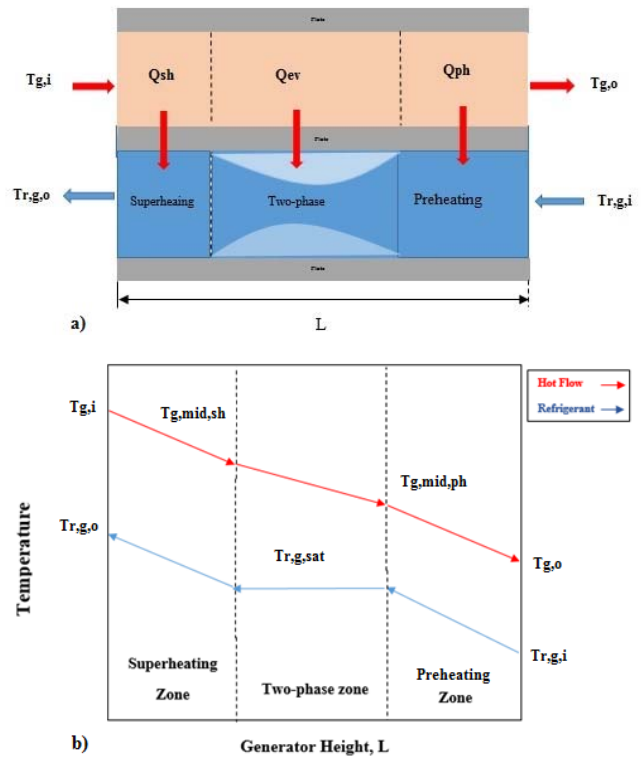 Plate
Tg,i
Qsh
Qev
Qph
Tg,o
Plate
Tr,g,o
Superheaing
Two-phase
Preheating
Tr,g,i
Plate
a)
L
Tg,i
Tg,mid,sh
Hot Flow
Refrigerant
Tg,mid,ph
Temperature
Tr,g,o
Tr,g,sat
Tg,o
Tr,g,i
Superheating
Zone
Two-phase zone
Preheating
Zone
b)
Generator Height, L